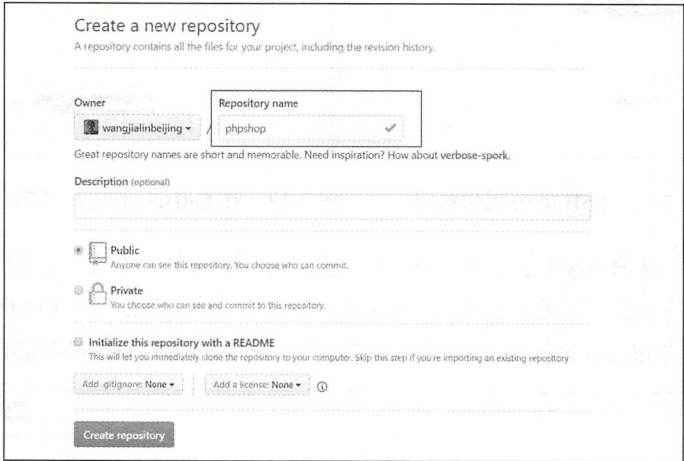 Create a new repository
A repository contains all the files for your project, including the revision history.
Owner
Repository name
wangjialinbeijing / phpshop
Great repository names are short and memorable. Need inspiration? How about verbose-spork.
Description (optional)
Public
Anyone can see this repository. You choose who can commit.
Private
You choose who can see and commit to this repository.
Initialize this repository with a README
This will let you immediately clone the repository to your computer. Skip this step if you're importing an existing repository.
Add .gitignore: None
Add a license: None
Create repository